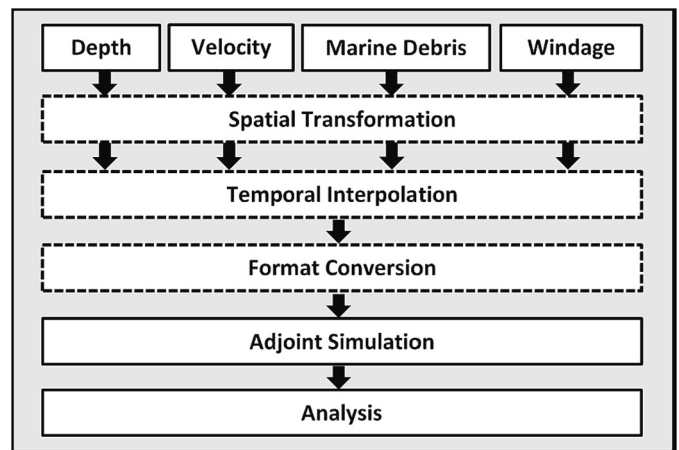 Depth Velocity Marine Debris Windage
Spatial Transformation
Temporal Interpolation
Format Conversion
Adjoint Simulation
Analysis